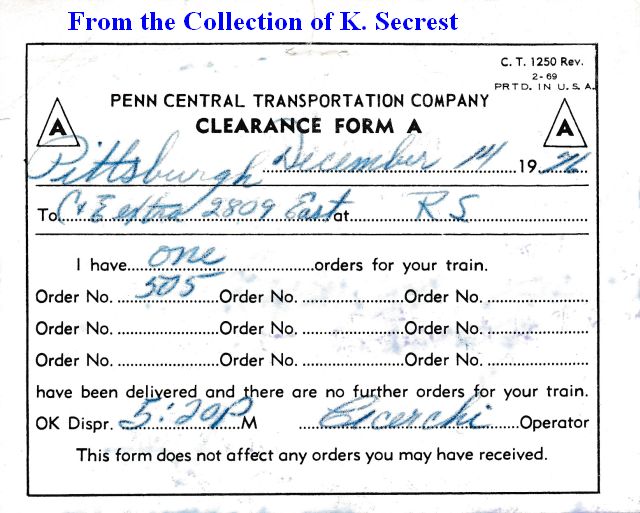 From the Collection of K. Secrest
C. T. 1250 Rev.
2-69
PRTD. IN U. S. A.
PENN CENTRAL TRANSPORTATION COMPANY
A CLEARANCE FORM A A
Pittsburgh December 14 1976
To C+E extra 2809 East at R S
I have one orders for your train.
Order No. 505 Order No. Order No.
Order No. Order No. Order No.
Order No. Order No. Order No.
have been delivered and there are no further orders for your train.
OK Dispr. 5:20P M Cicerchi Operator
This form does not affect any orders you may have received.